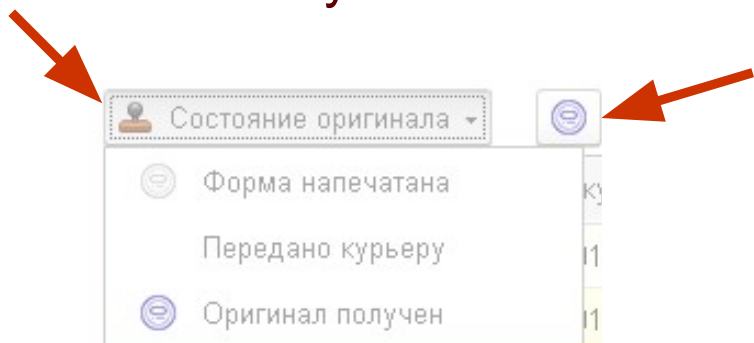 Состояние оригинала
Форма напечатана
Передано курьеру
Оригинал получен